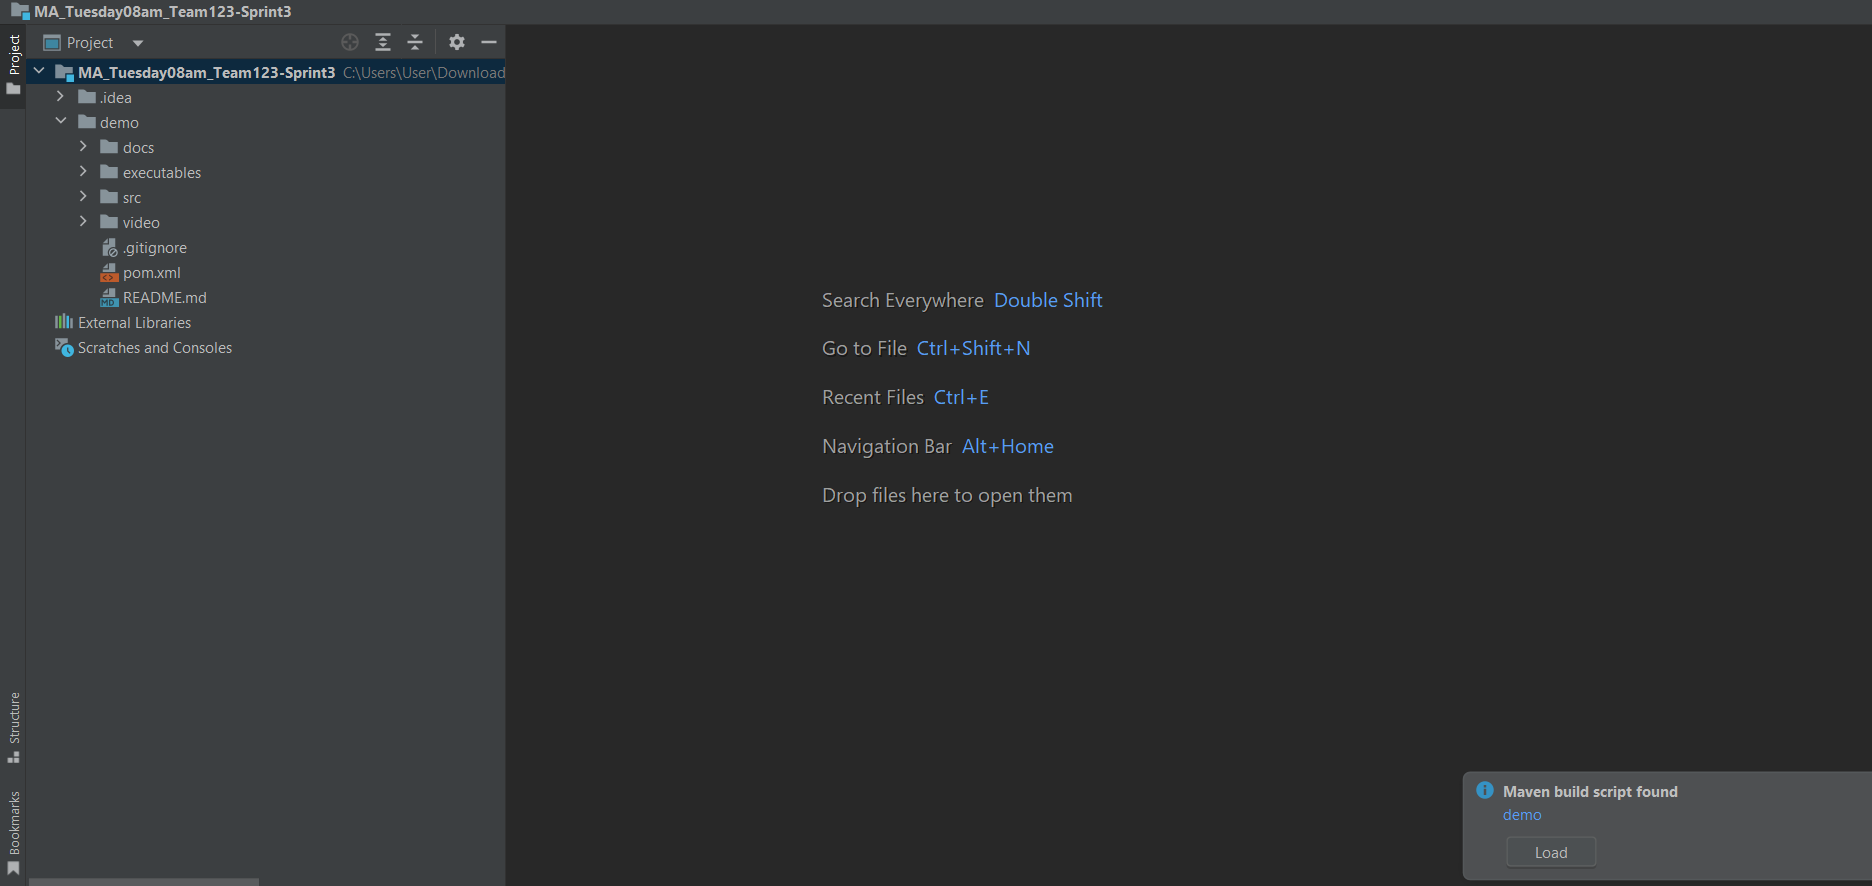 MA_Tuesday08am_Team123-Sprint3
Project
Project
MA_Tuesday08am_Team123-Sprint3 C:\Users\User\Download
.idea
demo
docs
executables
src
video
.gitignore
pom.xml
MD README.md
External Libraries
Scratches and Consoles
Search Everywhere Double Shift
Go to File Ctrl+Shift+N
Recent Files Ctrl+E
Navigation Bar Alt+Home
Drop files here to open them
Structure
Bookmarks
Maven build script found
demo
Load